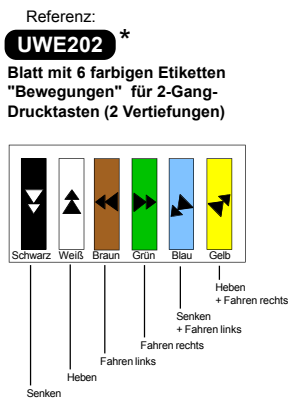 Referenz:
UWE202 *
Blatt mit 6 farbigen Etiketten
"Bewegungen" für 2-Gang-
Drucktasten (2 Vertiefungen)
Schwarz Weiß Braun Grün Blau Gelb
Heben
+ Fahren rechts
Senken
+ Fahren links
Fahren rechts
Fahren links
Heben
Senken